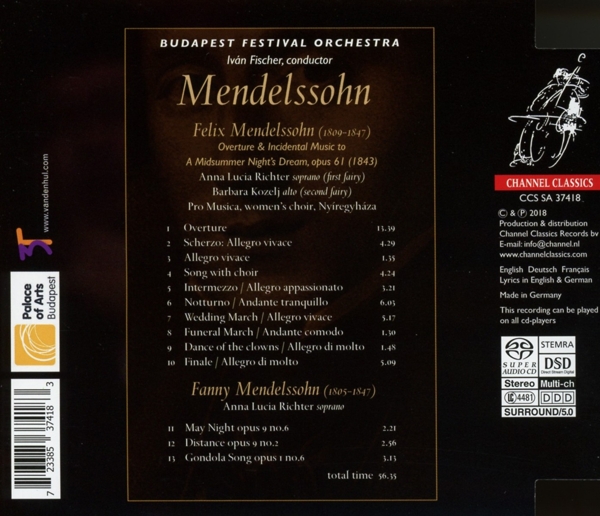 BUDAPEST FESTIVAL ORCHESTRA
Iván Fischer, conductor
Mendelssohn
Felix Mendelssohn (1809-1847)
Overture & Incidental Music to
A Midsummer Night's Dream, opus 61 (1843)
Anna Lucia Richter soprano (first fairy)
Barbara Kozelj alto (second fairy)
Pro Musica, women's choir, Nyíregyháza
1 Overture 13.39
2 Scherzo: Allegro vivace 4.29
3 Allegro vivace 1.35
4 Song with choir 4.24
5 Intermezzo / Allegro appassionato 3.21
6 Notturno / Andante tranquillo 6.03
7 Wedding March / Allegro vivace 5.17
8 Funeral March / Andante comodo 1.30
9 Dance of the clowns / Allegro di molto 1.48
10 Finale / Allegro di molto 5.09
Fanny Mendelssohn (1805-1847)
Anna Lucia Richter soprano
11 May Night opus 9 no.6 2.21
12 Distance opus 9 no.2 2.56
13 Gondola Song opus 1 no.6 3.13
total time 56.35
www.vandenhul.com
Palace
of Arts
Budapest
7 23385 37418 3
CHANNEL CLASSICS
CCS SA 37418
© & ℗ 2018
Production & distribution
Channel Classics Records bv
E-mail: info@channel.nl
www.channelclassics.com
English Deutsch Français
Lyrics in English & German
Made in Germany
This recording can be played
on all cd-players
SUPER AUDIO CD
STEMRA
DSD
Direct Stream Digital
Stereo
Multi-ch
LC 4481
DDD
SURROUND/5.0